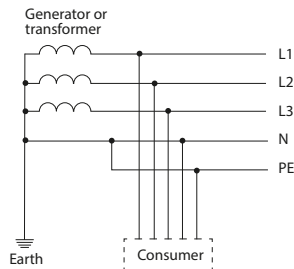 Generator or
transformer
L1
L2
L3
N
PE
Earth
Consumer